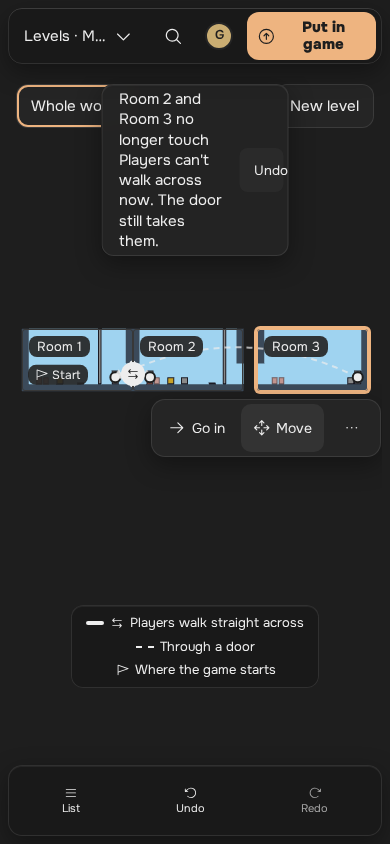 Levels · M...
G
Put in
game
Whole wo
New level
Room 2 and
Room 3 no
longer touch
Players can't
walk across
now. The door
still takes
them.
Undo
Room 1
Room 2
Room 3
Start
Go in
Move
...
Players walk straight across
Through a door
Where the game starts
List
Undo
Redo